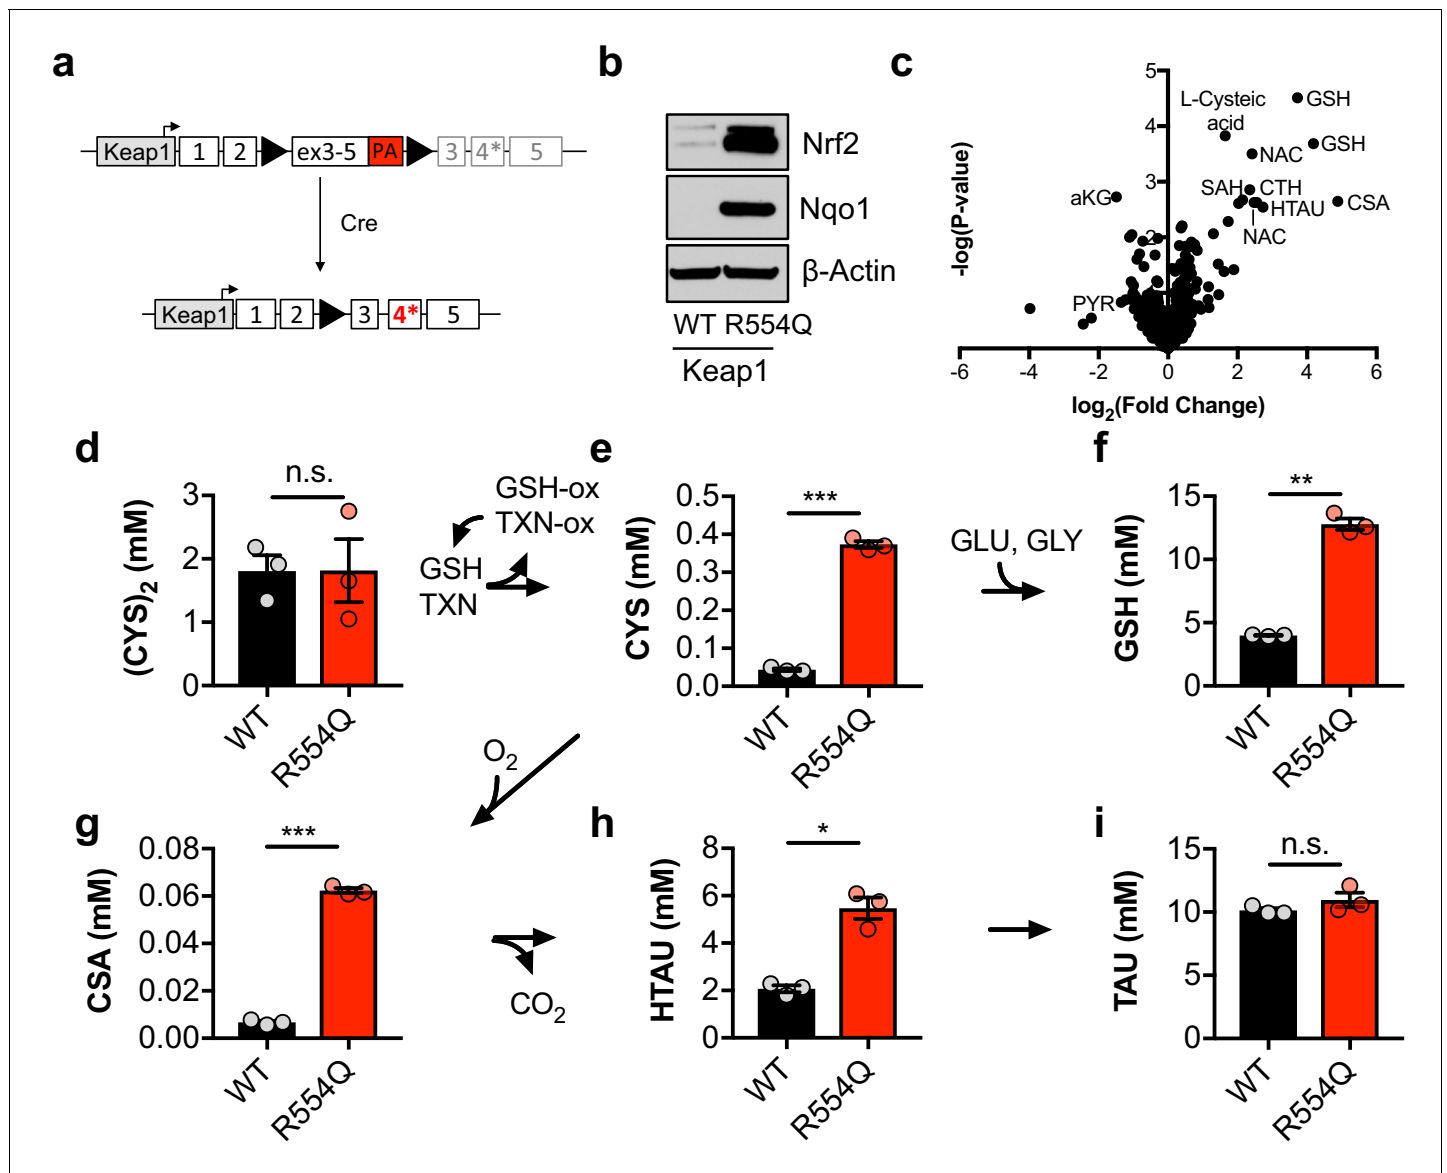 a
Keap1 1 2 ex3-5 PA 3 4* 5
Cre
Keap1 1 2 3 4* 5
b
Nrf2
Nqo1
β-Actin
WT R554Q
Keap1
c
-log(P-value)
5
4
3
2
L-Cysteic
acid
GSH
GSH
NAC
SAH CTH
aKG
HTAU
CSA
NAC
PYR
-6 -4 -2 0 2 4 6
log2(Fold Change)
d
(CYS)2 (mM)
n.s.
3
2
1
0
WT
R554Q
GSH-ox
TXN-ox
GSH
TXN
e
CYS (mM)
***
0.5
0.4
0.3
0.2
0.1
0.0
WT
R554Q
GLU, GLY
f
GSH (mM)
**
15
10
5
0
WT
R554Q
O2
g
CSA (mM)
***
0.08
0.06
0.04
0.02
0.00
WT
R554Q
CO2
h
HTAU (mM)
*
8
6
4
2
0
WT
R554Q
i
TAU (mM)
n.s.
15
10
5
0
WT
R554Q